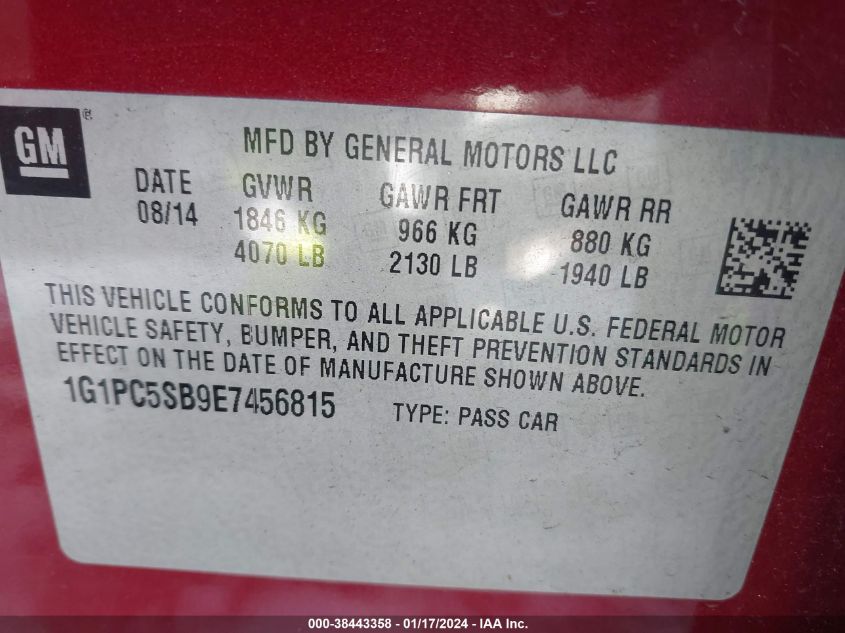 GM®
MFD BY GENERAL MOTORS LLC
DATE GVWR GAWR FRT GAWR RR
08/14 1846 KG 966 KG 880 KG
4070 LB 2130 LB 1940 LB
THIS VEHICLE CONFORMS TO ALL APPLICABLE U.S. FEDERAL MOTOR
VEHICLE SAFETY, BUMPER, AND THEFT PREVENTION STANDARDS IN
EFFECT ON THE DATE OF MANUFACTURE SHOWN ABOVE.
1G1PC5SB9E7456815 TYPE: PASS CAR
000-38443358 - 01/17/2024 - IAA Inc.